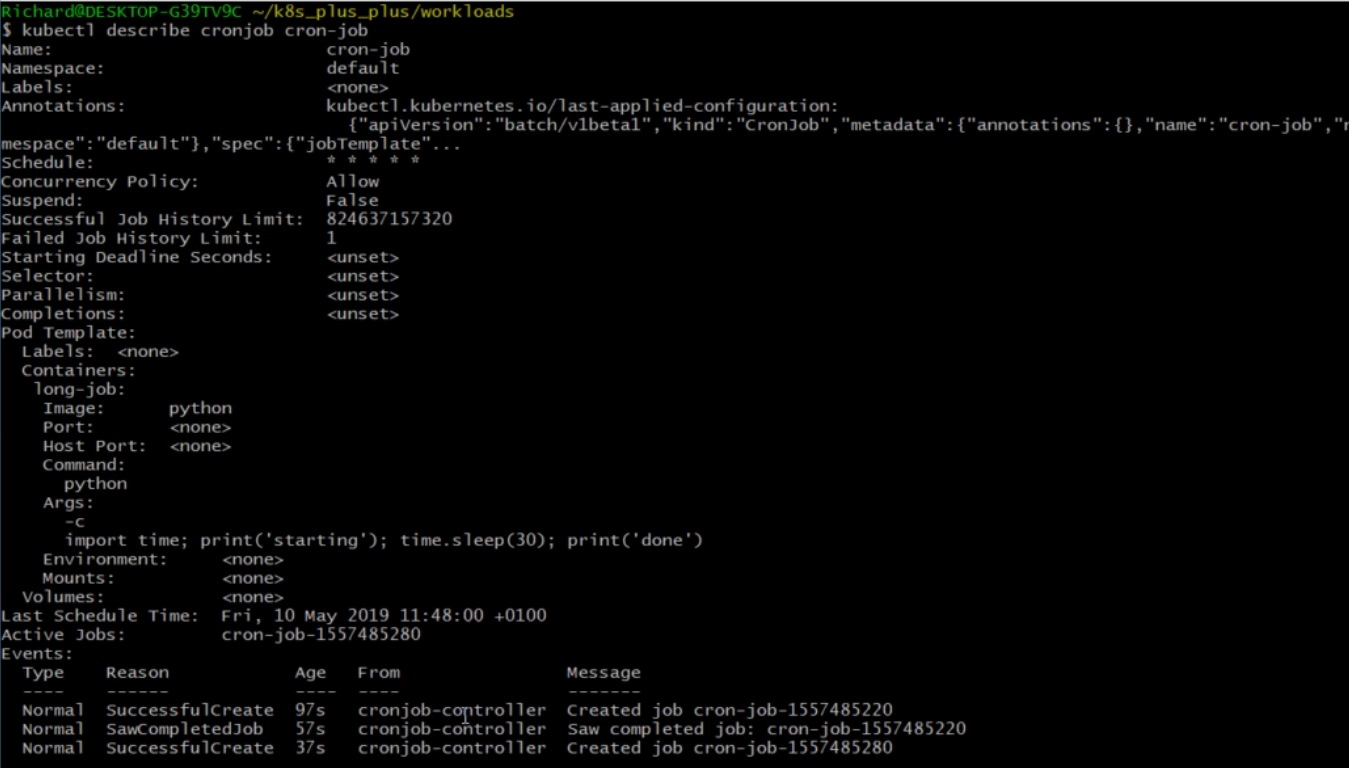 Richard@DESKTOP-G39TV9C ~/k8s_plus_plus/workloads
$ kubectl describe cronjob cron-job
Name:                          cron-job
Namespace:                     default
Labels:                        <none>
Annotations:                   kubectl.kubernetes.io/last-applied-configuration:
                                 {"apiVersion":"batch/v1beta1","kind":"CronJob","metadata":{"annotations":{},"name":"cron-job","n
mespace":"default"},"spec":{"jobTemplate"...
Schedule:                      * * * * *
Concurrency Policy:            Allow
Suspend:                       False
Successful Job History Limit:  824637157320
Failed Job History Limit:      1
Starting Deadline Seconds:     <unset>
Selector:                      <unset>
Parallelism:                   <unset>
Completions:                   <unset>
Pod Template:
  Labels:  <none>
  Containers:
   long-job:
    Image:      python
    Port:       <none>
    Host Port:  <none>
    Command:
      python
    Args:
      -c
      import time; print('starting'); time.sleep(30); print('done')
    Environment:     <none>
    Mounts:          <none>
  Volumes:           <none>
Last Schedule Time:  Fri, 10 May 2019 11:48:00 +0100
Active Jobs:         cron-job-1557485280
Events:
  Type    Reason            Age   From                Message
  ----    ------            ----  ----                -------
  Normal  SuccessfulCreate  97s   cronjob-controller  Created job cron-job-1557485220
  Normal  SawCompletedJob   57s   cronjob-controller  Saw completed job: cron-job-1557485220
  Normal  SuccessfulCreate  37s   cronjob-controller  Created job cron-job-1557485280